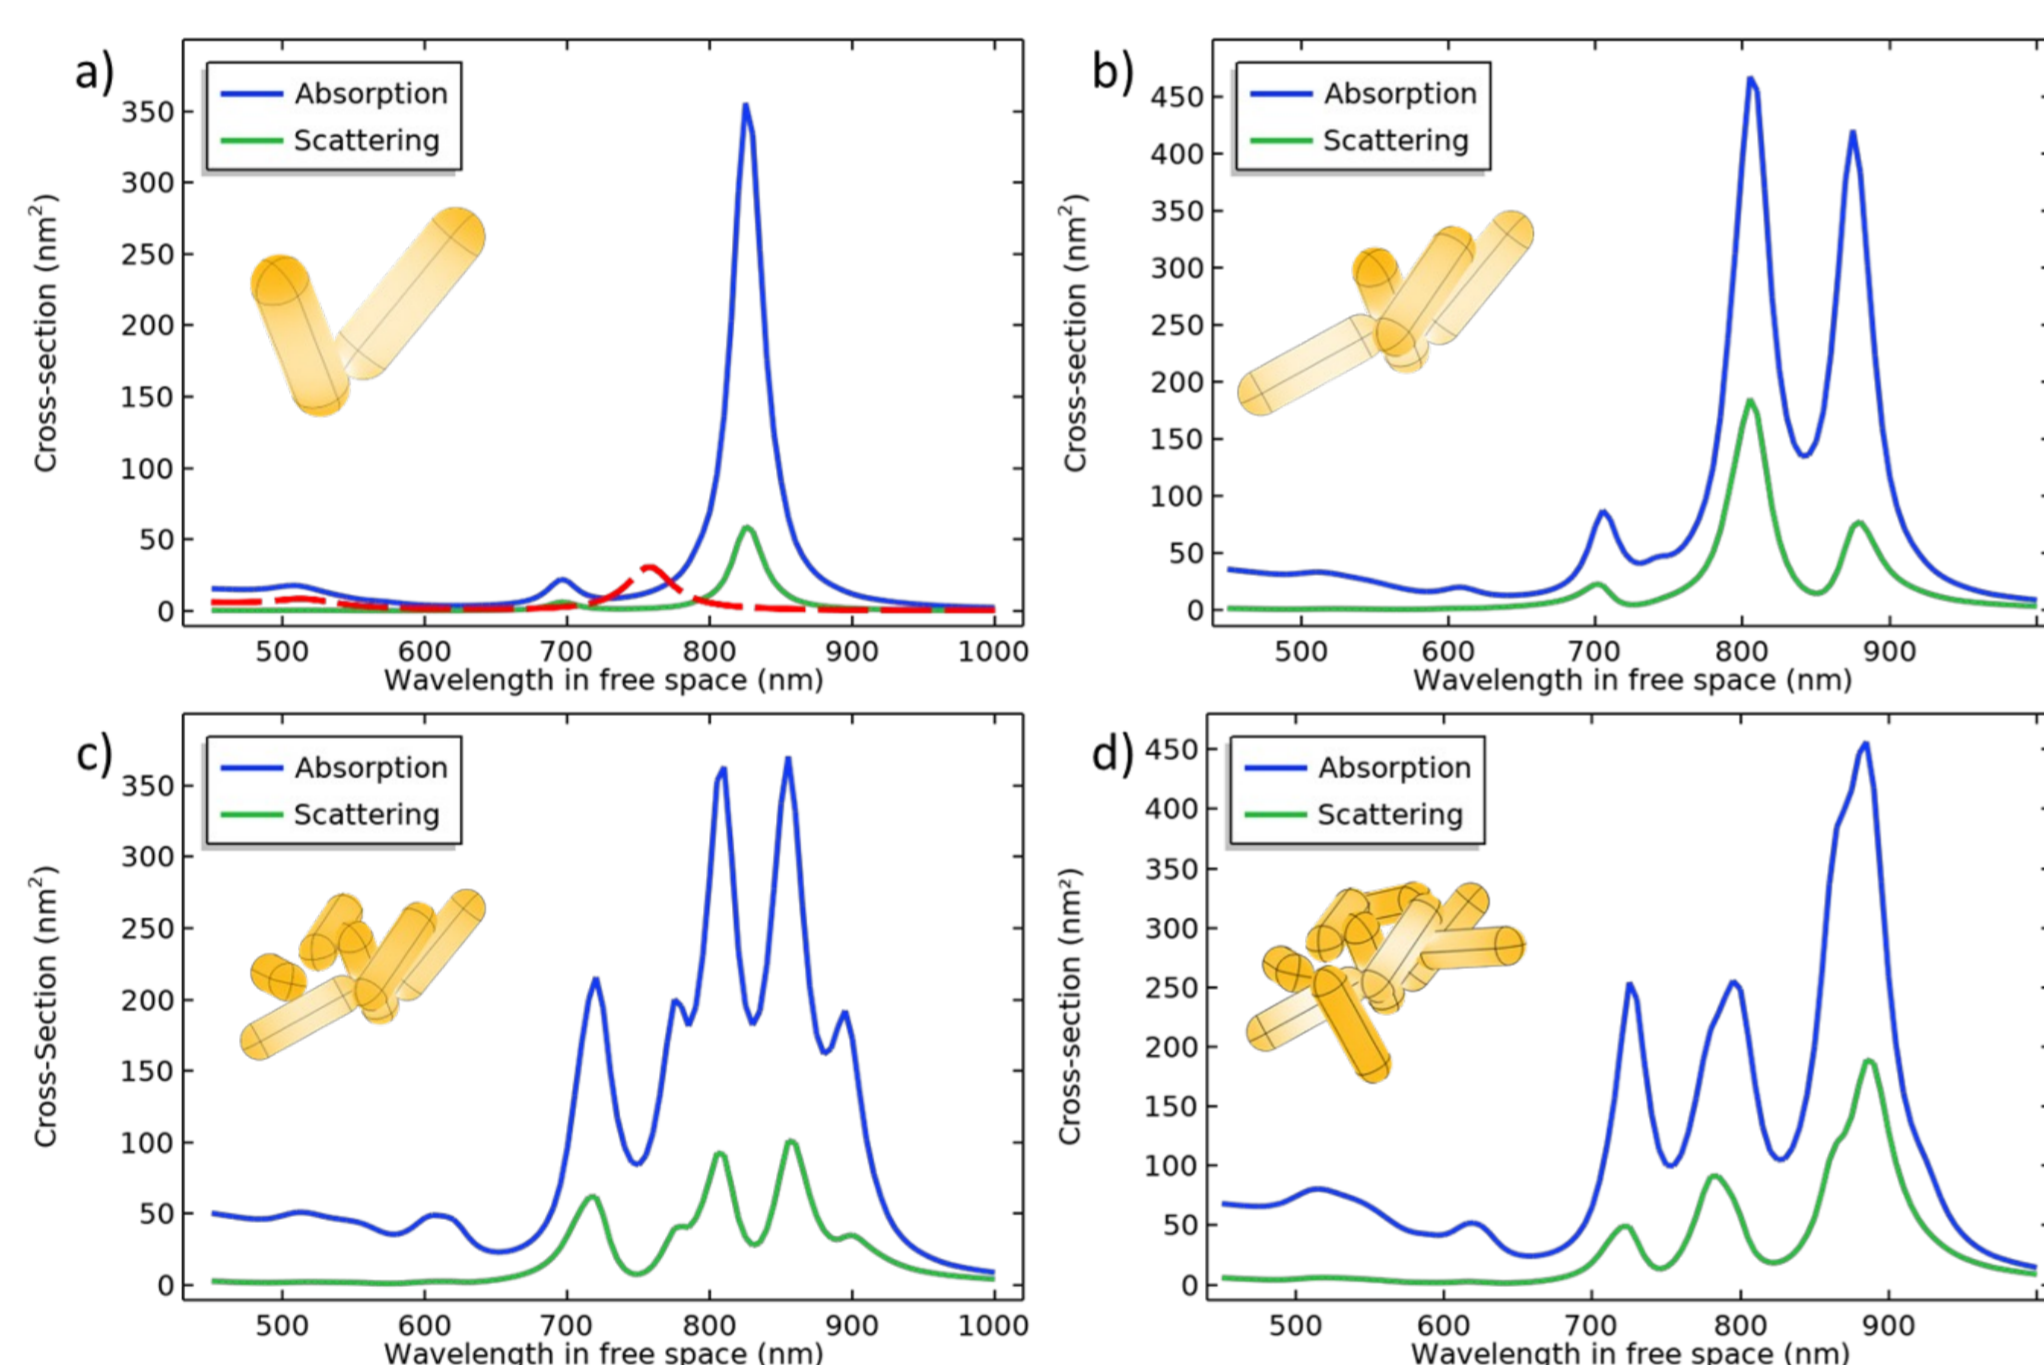 a)
Absorption
Scattering
Cross-section (nm²)
350
300
250
200
150
100
50
0
500 600 700 800 900 1000
Wavelength in free space (nm)
b)
Absorption
Scattering
Cross-section (nm²)
450
400
350
300
250
200
150
100
50
0
500 600 700 800 900
Wavelength in free space (nm)
c)
Absorption
Scattering
Cross-Section (nm²)
350
300
250
200
150
100
50
0
500 600 700 800 900 1000
Wavelength in free space (nm)
d)
Absorption
Scattering
Cross-section (nm²)
450
400
350
300
250
200
150
100
50
0
500 600 700 800 900
Wavelength in free space (nm)